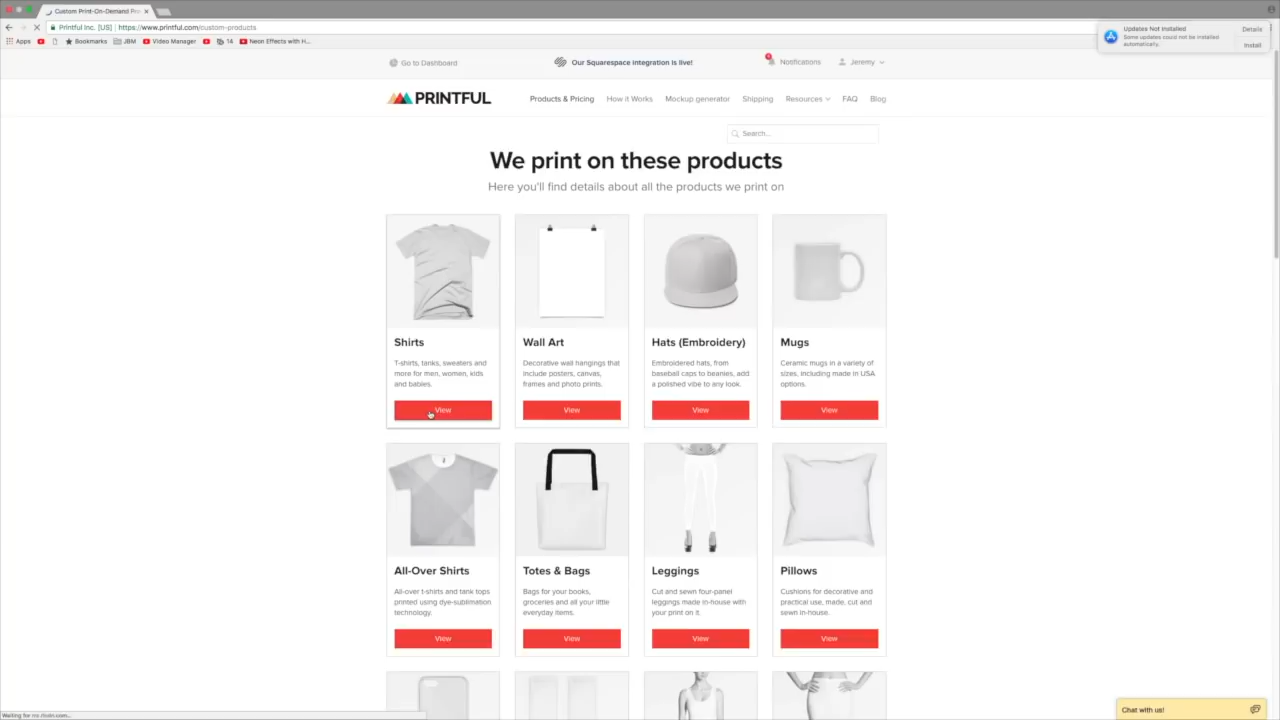 Custom Print-On-Demand Pro
Printful Inc. [US] | https://www.printful.com/custom-products
Apps
Bookmarks
JBM
Video Manager
14
Neon Effects with H...
Updates Not Installed
Some updates could not be installed
automatically.
Details
Install
Go to Dashboard
Our Squarespace integration is live!
Notifications
Jeremy
PRINTFUL
Products & Pricing
How it Works
Mockup generator
Shipping
Resources
FAQ
Blog
Search...
We print on these products
Here you'll find details about all the products we print on
Shirts
T-shirts, tanks, sweaters and
more for men, women, kids
and babies.
View
Wall Art
Decorative wall hangings that
include posters, canvas,
frames and photo prints.
View
Hats (Embroidery)
Embroidered hats, from
baseball caps to beanies, add
a polished vibe to any look.
View
Mugs
Ceramic mugs in a variety of
sizes, including made in USA
options.
View
All-Over Shirts
All-over t-shirts and tank tops
printed using dye-sublimation
technology.
View
Totes & Bags
Bags for your books,
groceries and all your little
everyday items.
View
Leggings
Cut and sewn four-panel
leggings made in-house with
your print on it.
View
Pillows
Cushions for decorative and
practical use, made, cut and
sewn in-house.
View
Chat with us!